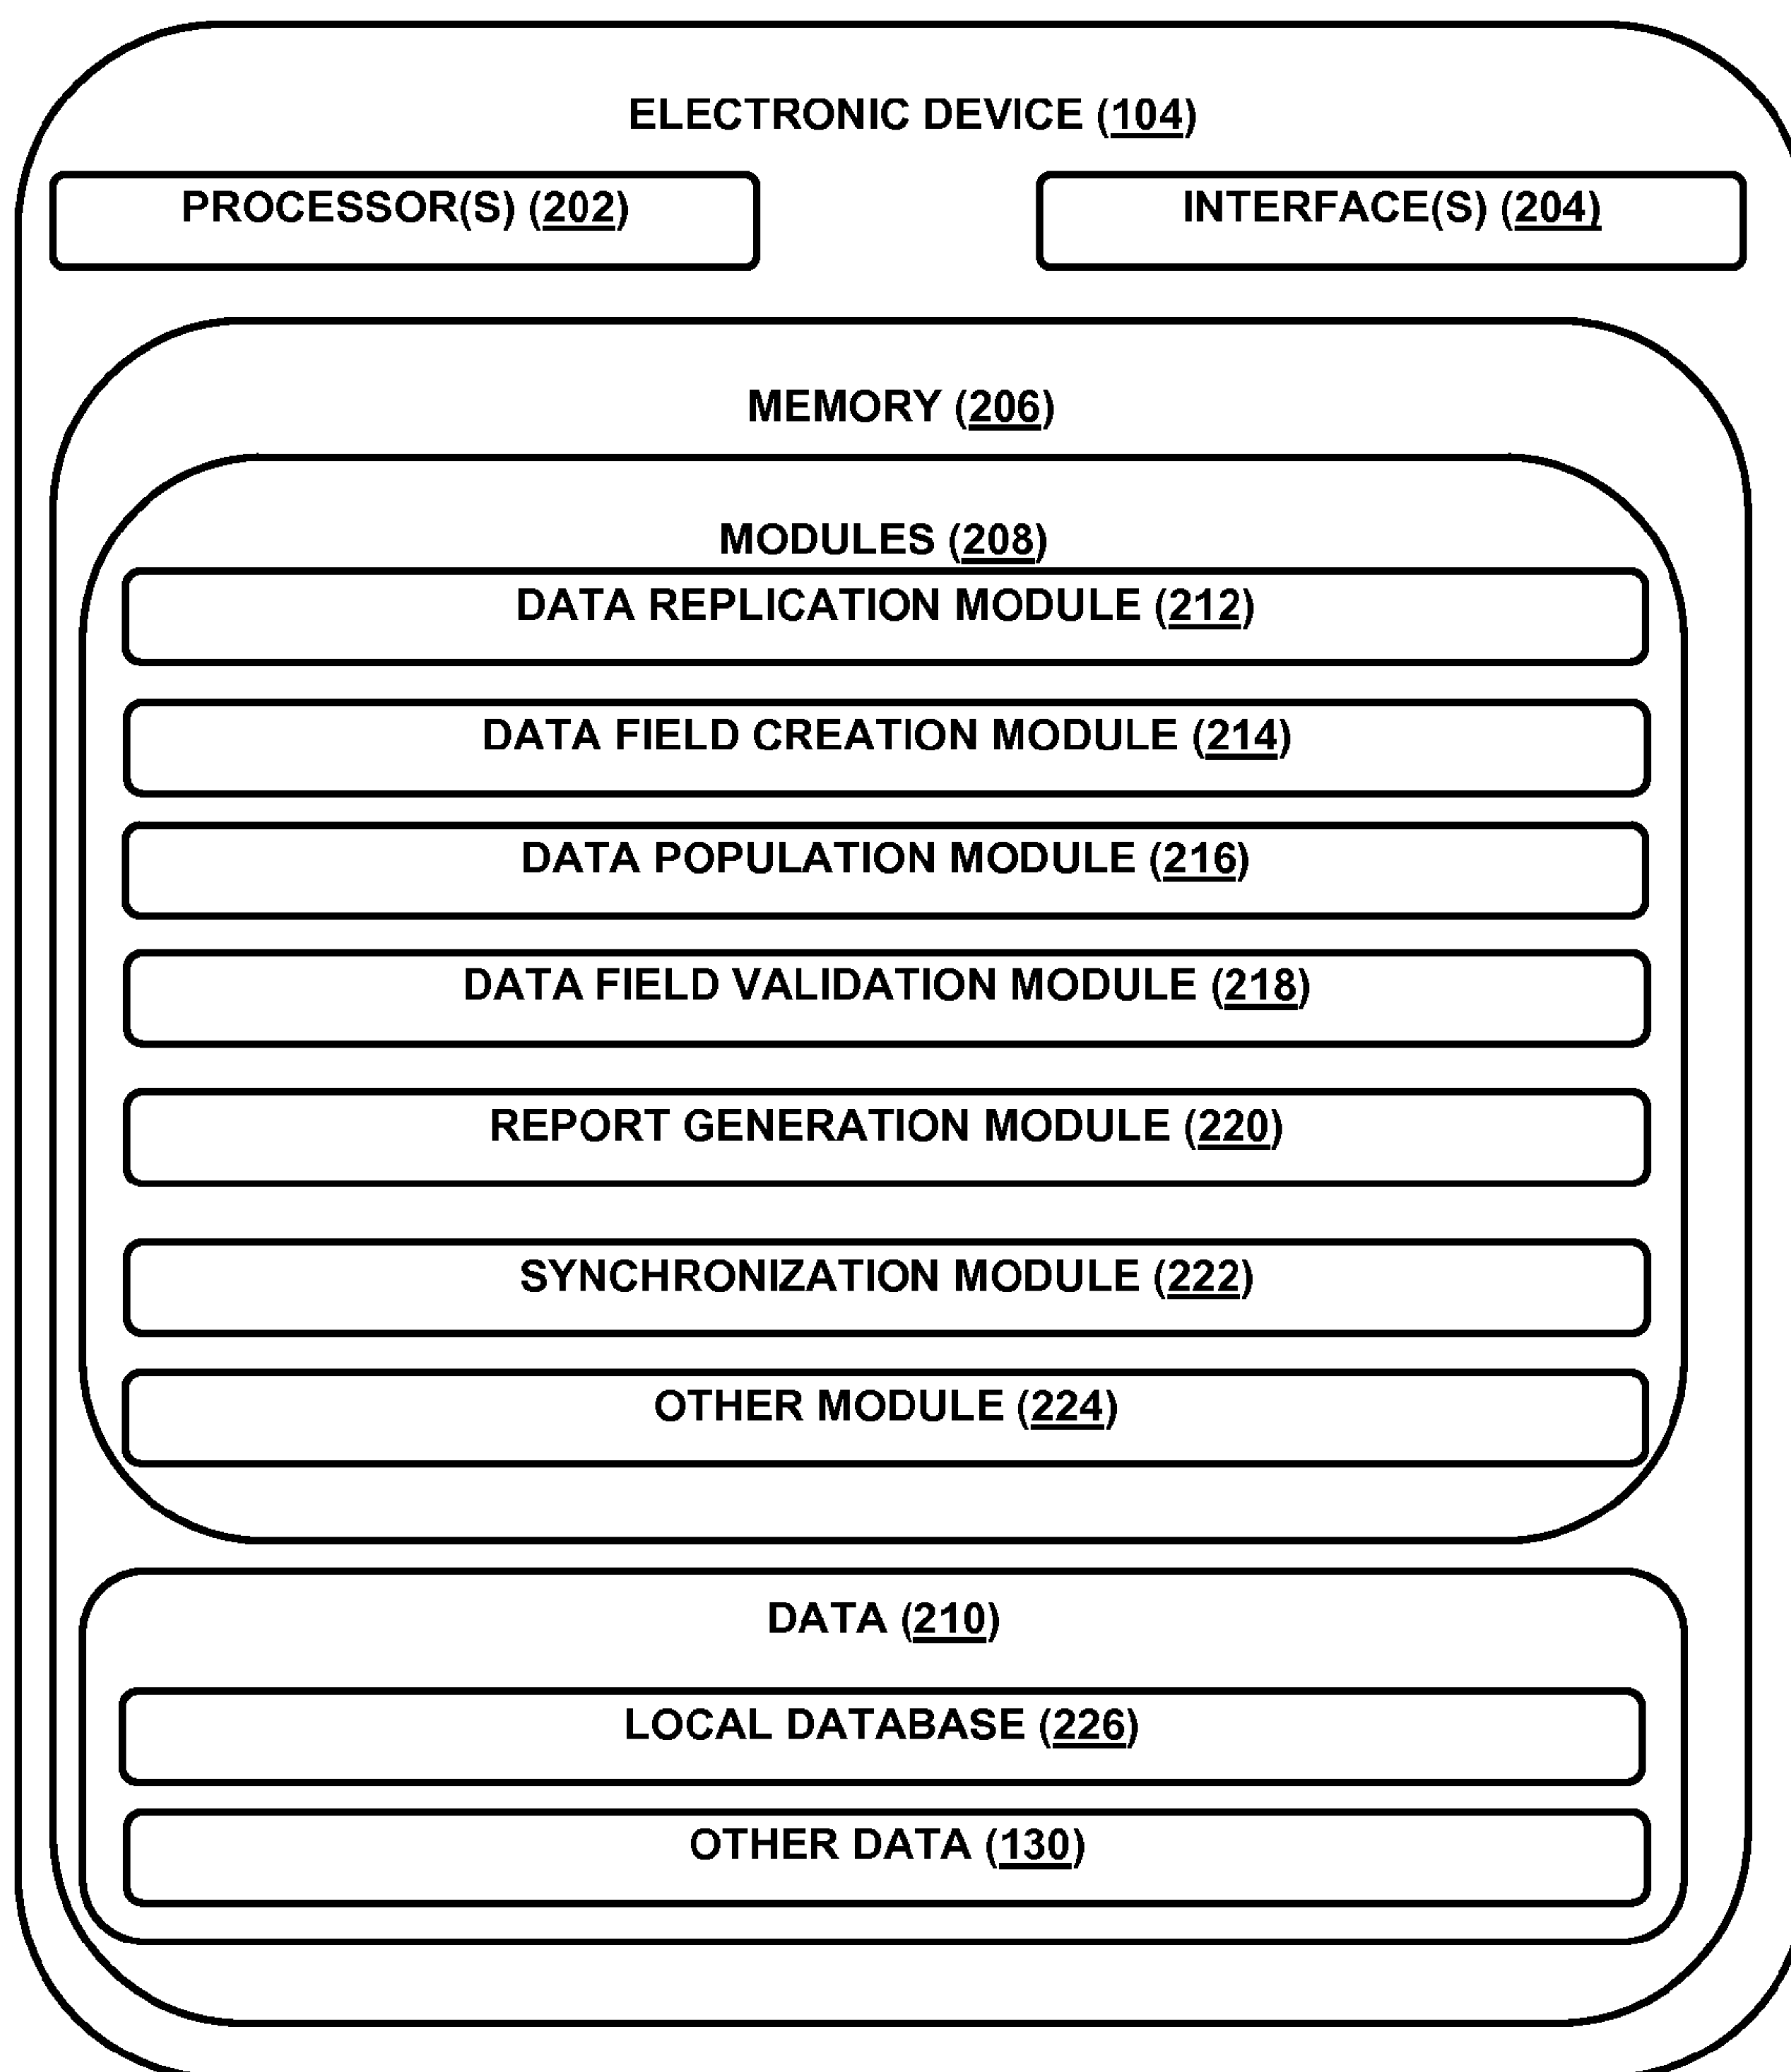 ELECTRONIC DEVICE (104)
PROCESSOR(S) (202)
INTERFACE(S) (204)
MEMORY (206)
MODULES (208)
DATA REPLICATION MODULE (212)
DATA FIELD CREATION MODULE (214)
DATA POPULATION MODULE (216)
DATA FIELD VALIDATION MODULE (218)
REPORT GENERATION MODULE (220)
SYNCHRONIZATION MODULE (222)
OTHER MODULE (224)
DATA (210)
LOCAL DATABASE (226)
OTHER DATA (130)